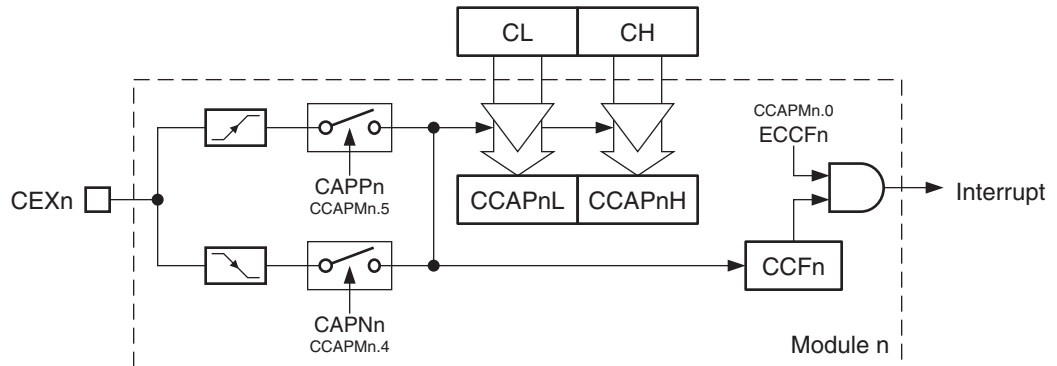 CL CH
CCAPMn.0
ECCFn
CEXn
CAPPn
CCAPMn.5
CCAPnL CCAPnH
Interrupt
CCFn
CAPNn
CCAPMn.4
Module n